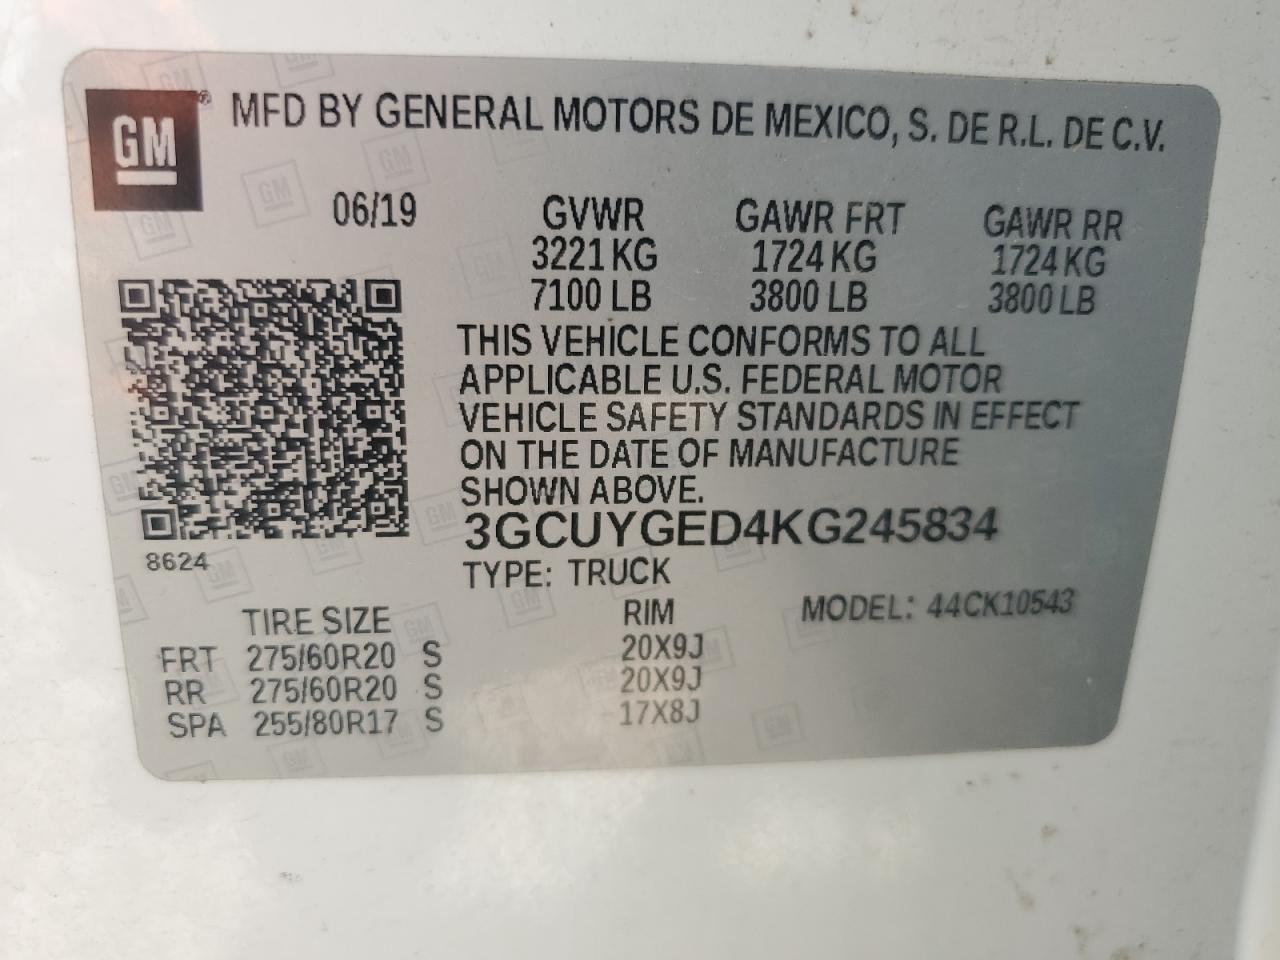 GM ® MFD BY GENERAL MOTORS DE MEXICO, S. DE R.L. DE C.V.
06/19 GVWR GAWR FRT GAWR RR
3221 KG 1724 KG 1724 KG
7100 LB 3800 LB 3800 LB
THIS VEHICLE CONFORMS TO ALL
APPLICABLE U.S. FEDERAL MOTOR
VEHICLE SAFETY STANDARDS IN EFFECT
ON THE DATE OF MANUFACTURE
SHOWN ABOVE.
3GCUYGED4KG245834
8624
TYPE: TRUCK
MODEL: 44CK10543
TIRE SIZE RIM
FRT 275/60R20 S 20X9J
RR 275/60R20 S 20X9J
SPA 255/80R17 S 17X8J